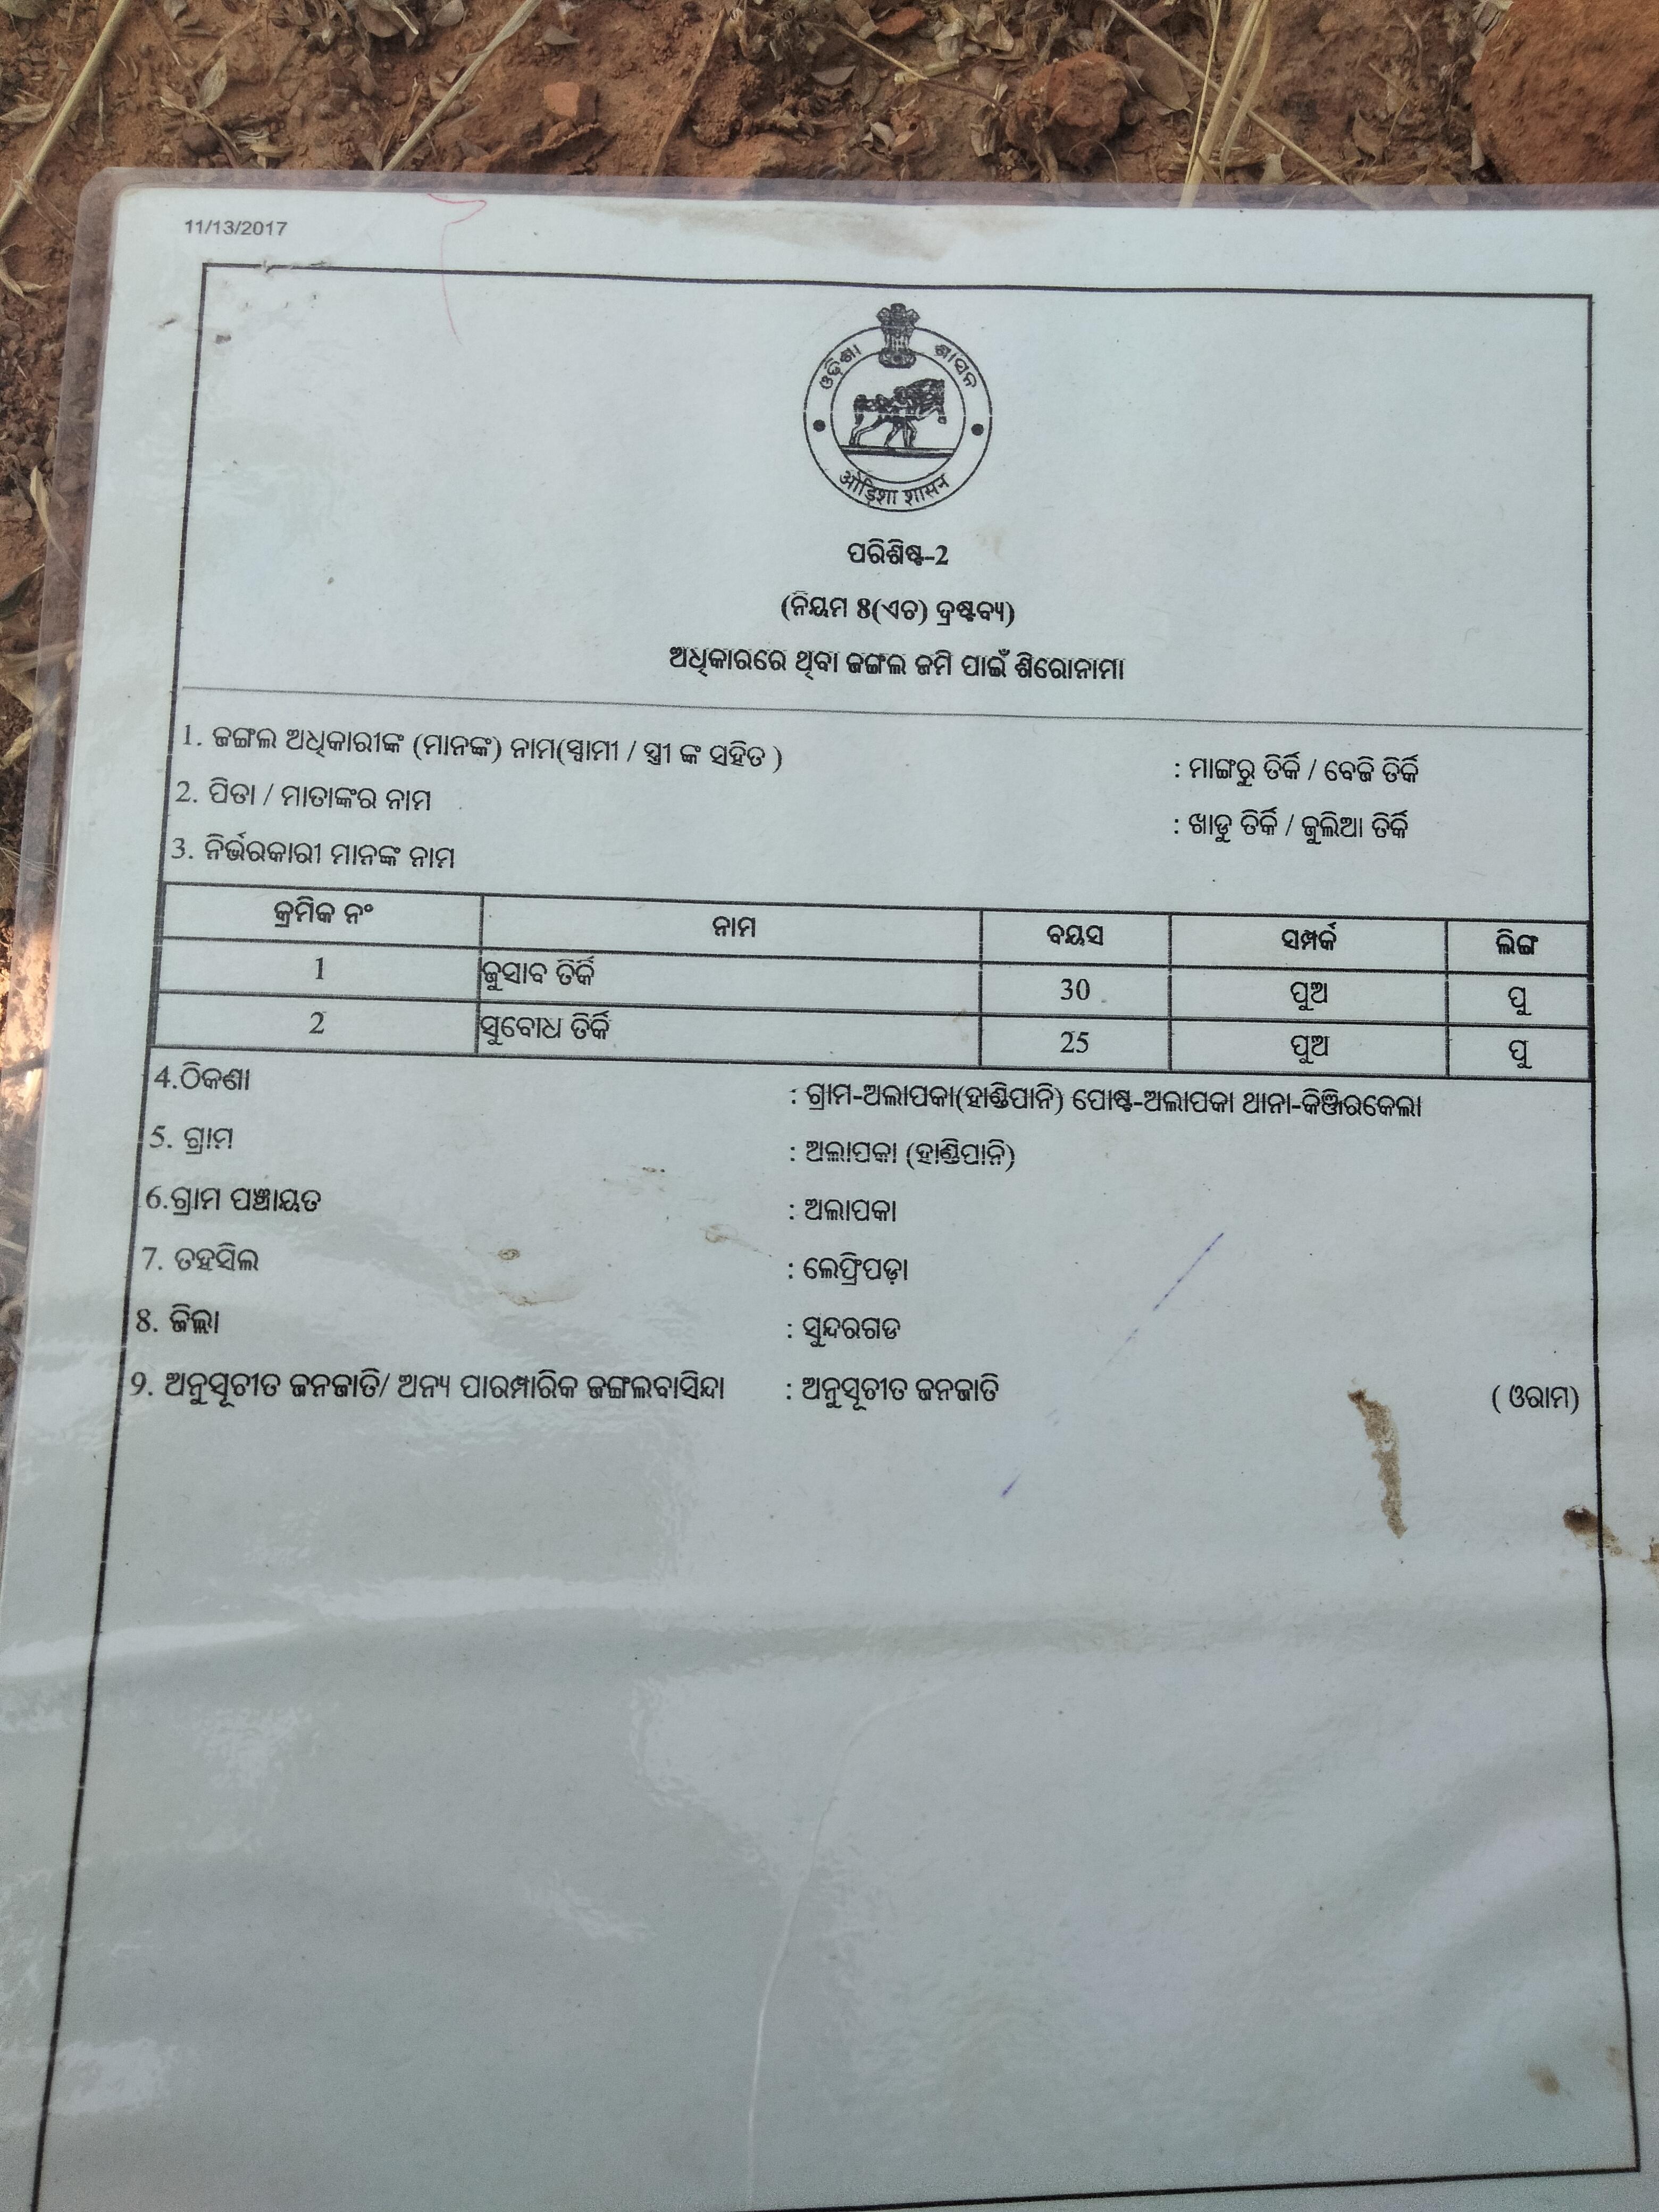 11/13/2017
ଓଡ଼ିଶା ଶାସନ
ओड़िशा शासन
ପରିଶିଷ୍ଟ-2
(ନିୟମ 8(ଏଚ) ଦ୍ରଷ୍ଟବ୍ୟ)
ଅଧିକାରରେ ଥିବା ଜଙ୍ଗଲ ଜମି ପାଇଁ ଶିରୋନାମା
1. ଜଙ୍ଗଲ ଅଧିକାରୀଙ୍କ (ମାନଙ୍କ) ନାମ(ସ୍ଵାମୀ / ସ୍ତ୍ରୀ ଙ୍କ ସହିତ ) : ମାଙ୍ଗରୁ ତିର୍କି / ବେଜି ତିର୍କି
2. ପିତା / ମାତାଙ୍କର ନାମ : ଖାଡୁ ତିର୍କି / ଜୁଲିଆ ତିର୍କି
3. ନିର୍ଭରକାରୀ ମାନଙ୍କ ନାମ
କ୍ରମିକ ନଂ ନାମ ବୟସ ସମ୍ପର୍କ ଲିଙ୍ଗ
1 ଜୁସାବ ତିର୍କି 30 ପୁଅ ପୁ
2 ସୁବୋଧ ତିର୍କି 25 ପୁଅ ପୁ
4.ଠିକଣା : ଗ୍ରାମ-ଅଲାପକା(ହାଣ୍ଡିପାନି) ପୋଷ୍ଟ-ଅଲାପକା ଥାନା-କିଞ୍ଜିରକେଲା
5. ଗ୍ରାମ : ଅଲାପକା (ହାଣ୍ଡିପାନି)
6.ଗ୍ରାମ ପଞ୍ଚାୟତ : ଅଲାପକା
7. ତହସିଲ : ଲେଫ୍ରିପଡ଼ା
8. ଜିଲ୍ଲା : ସୁନ୍ଦରଗଡ
9. ଅନୁସୂଚୀତ ଜନଜାତି/ ଅନ୍ୟ ପାରମ୍ପାରିକ ଜଙ୍ଗଲବାସିନ୍ଦା : ଅନୁସୂଚୀତ ଜନଜାତି ( ଓରାମ)